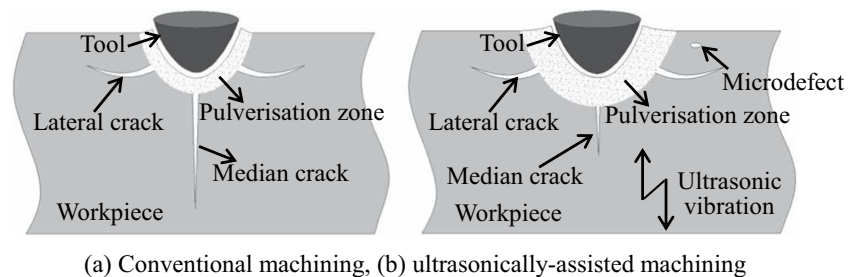 Tool
Lateral crack
Pulverisation zone
Median crack
Workpiece
Tool
Microdefect
Lateral crack
Pulverisation zone
Median crack
Ultrasonic
vibration
Workpiece
(a) Conventional machining, (b) ultrasonically-assisted machining